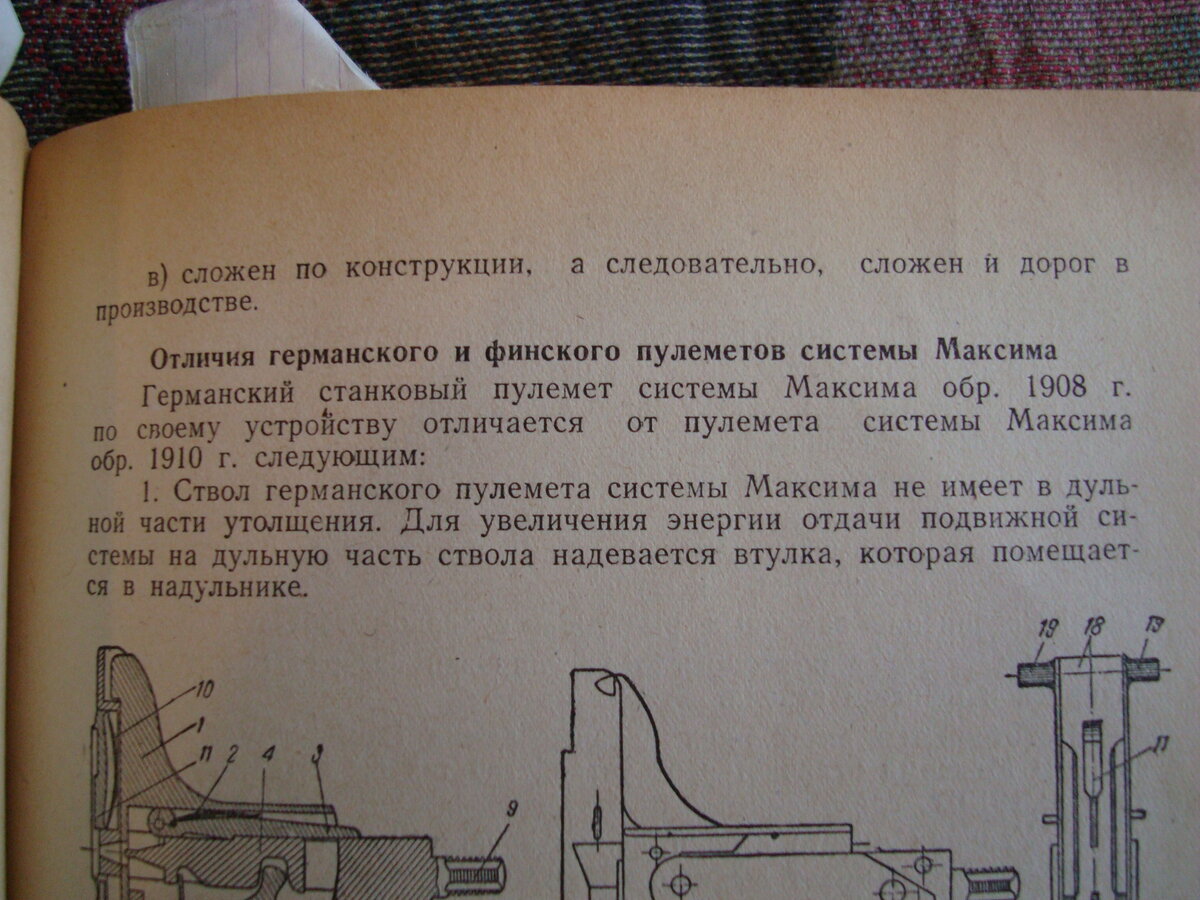 в) сложен по конструкции, а следовательно, сложен и дорог в
производстве.
Отличия германского и финского пулеметов системы Максима
Германский станковый пулемет системы Максима обр. 1908 г.
по своему устройству отличается от пулемета системы Максима
обр. 1910 г. следующим:
1. Ствол германского пулемета системы Максима не имеет в дуль-
ной части утолщения. Для увеличения энергии отдачи подвижной си-
стемы на дульную часть ствола надевается втулка, которая помещает-
ся в надульнике.
19 18 19
10
1
11 2 4 3
17
9